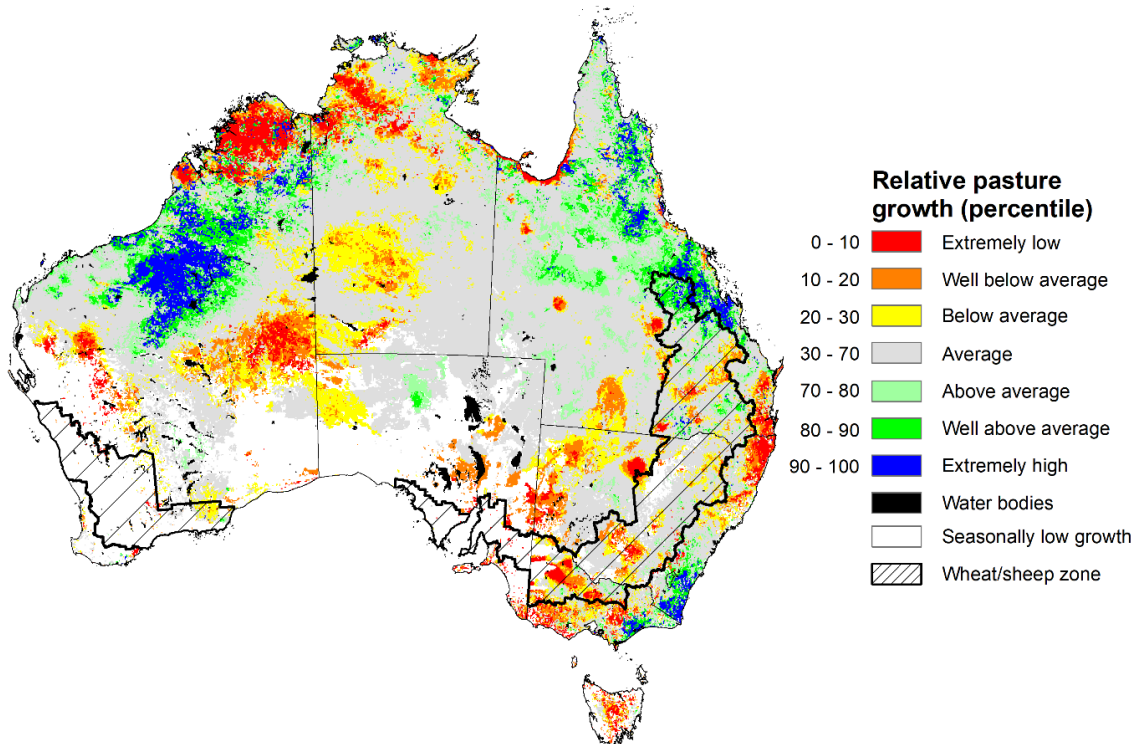 Relative pasture
growth (percentile)
0 - 10 Extremely low
10 - 20 Well below average
20 - 30 Below average
30 - 70 Average
70 - 80 Above average
80 - 90 Well above average
90 - 100 Extremely high
Water bodies
Seasonally low growth
Wheat/sheep zone